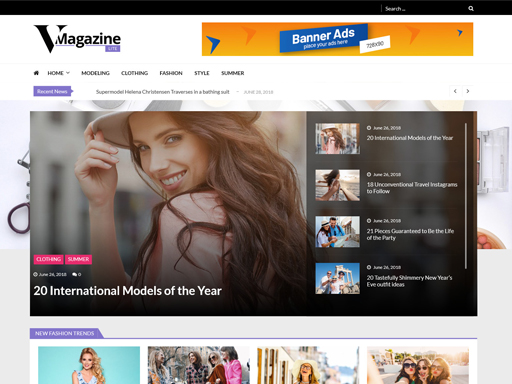 Search ...
V Magazine
LITE
Banner Ads
place your ads here
728X90
HOME
MODELING
CLOTHING
FASHION
STYLE
SUMMER
Recent News
Supermodel Helena Christensen Traverses in a bathing suit
JUNE 26, 2018
CLOTHING
SUMMER
June 26, 2018
0
20 International Models of the Year
June 26, 2018
20 International Models of the Year
June 26, 2018
18 Unconventional Travel Instagrams
to Follow
June 26, 2018
21 Pieces Guaranteed to Be the Life
of the Party
June 26, 2018
20 Tastefully Shimmery New Year's
Eve outfit ideas
NEW FASHION TRENDS